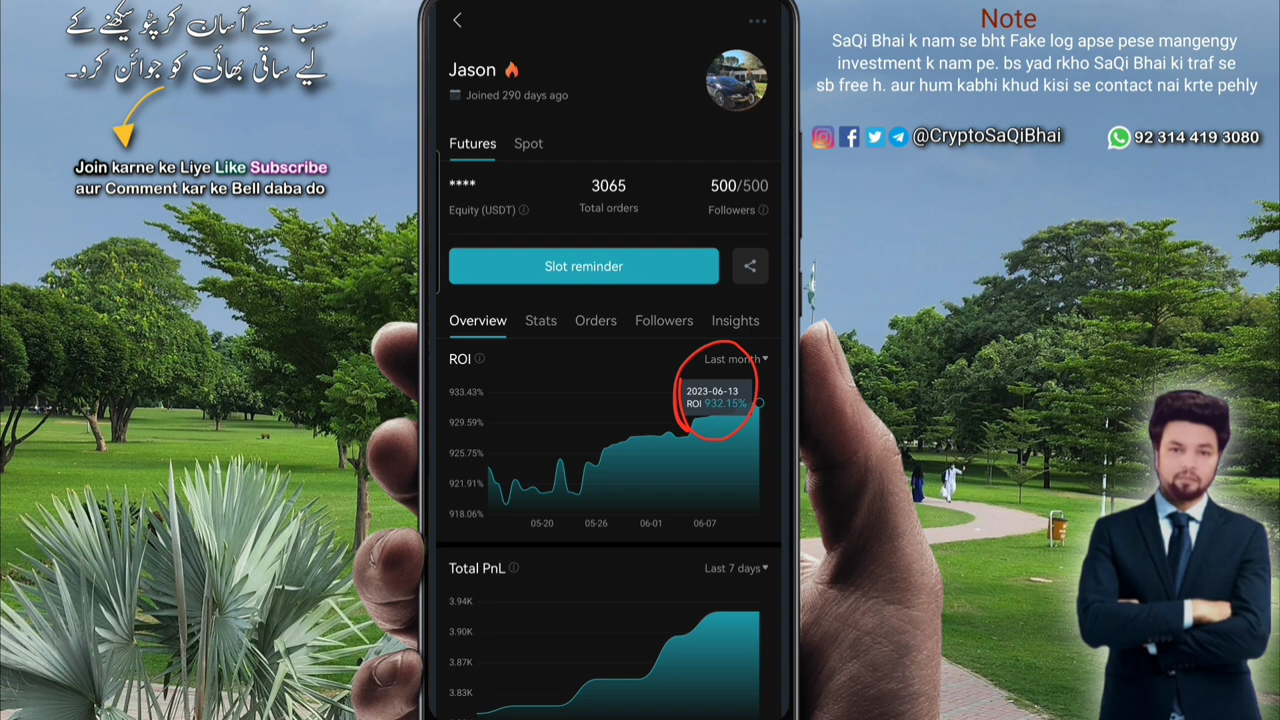 سب سے آسان کرپٹو سیکھنے کے
لیے ساقی بھائی کو جوائن کرو۔
Join karne ke Liye Like Subscribe
aur Comment kar ke Bell daba do
Jason
Joined 290 days ago
Futures Spot
**** 3065 500/500
Equity (USDT) Total orders Followers
Slot reminder
Overview Stats Orders Followers Insights
ROI Last month
2023-06-13
ROI 932.15%
933.43%
929.59%
925.75%
921.91%
918.06%
05-20 05-26 06-01 06-07
Total PnL Last 7 days
3.94K
3.90K
3.87K
3.83K
Note
SaQi Bhai k nam se bht Fake log apse pese mangengy
investment k nam pe. bs yad rkho SaQi Bhai ki traf se
sb free h. aur hum kabhi khud kisi se contact nai krte pehly
@CryptoSaQiBhai 92 314 419 3080